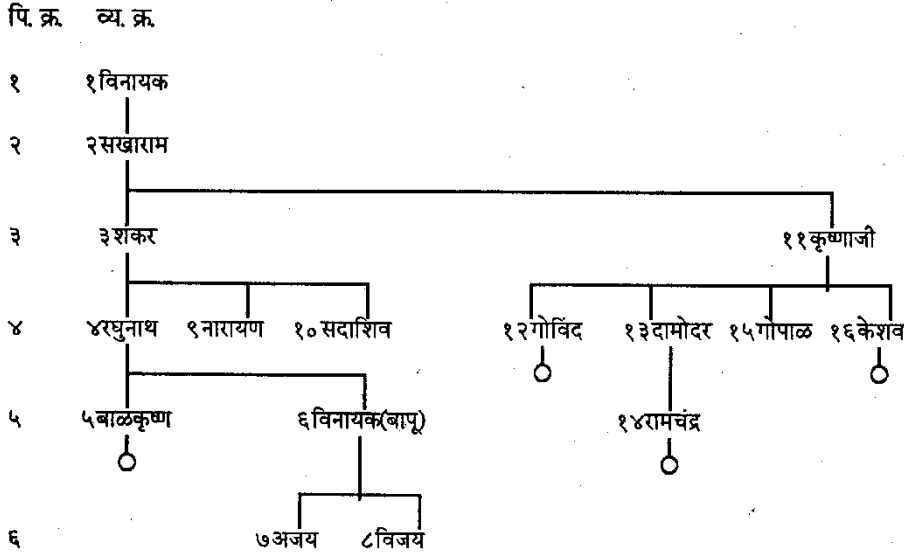 पि. क्र. व्य. क्र.
१ १विनायक
२ २सखाराम
३ ३शंकर ११कृष्णाजी
४ ४रघुनाथ ९नारायण १०सदाशिव १२गोविंद १३दामोदर १५गोपाळ १६केशव
५ ५बाळकृष्ण ६विनायक(बापू) १४रामचंद्र
६ ७अजय ८विजय